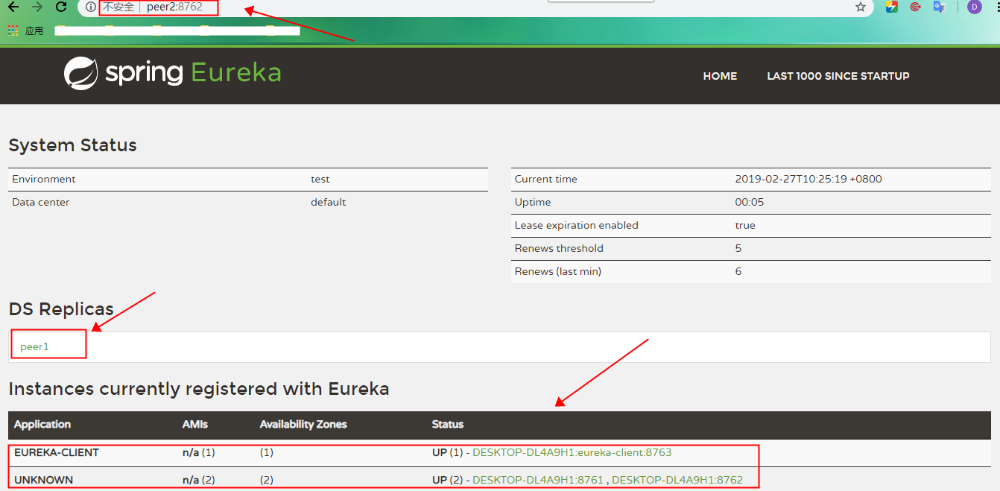 不安全 | peer2:8762
应用
spring Eureka
HOME LAST 1000 SINCE STARTUP
System Status
Environment test
Data center default
Current time 2019-02-27T10:25:19 +0800
Uptime 00:05
Lease expiration enabled true
Renews threshold 5
Renews (last min) 6
DS Replicas
peer1
Instances currently registered with Eureka
Application AMIs Availability Zones Status
EUREKA-CLIENT n/a (1) (1) UP (1) - DESKTOP-DL4A9H1:eureka-client:8763
UNKNOWN n/a (2) (2) UP (2) - DESKTOP-DL4A9H1:8761 , DESKTOP-DL4A9H1:8762